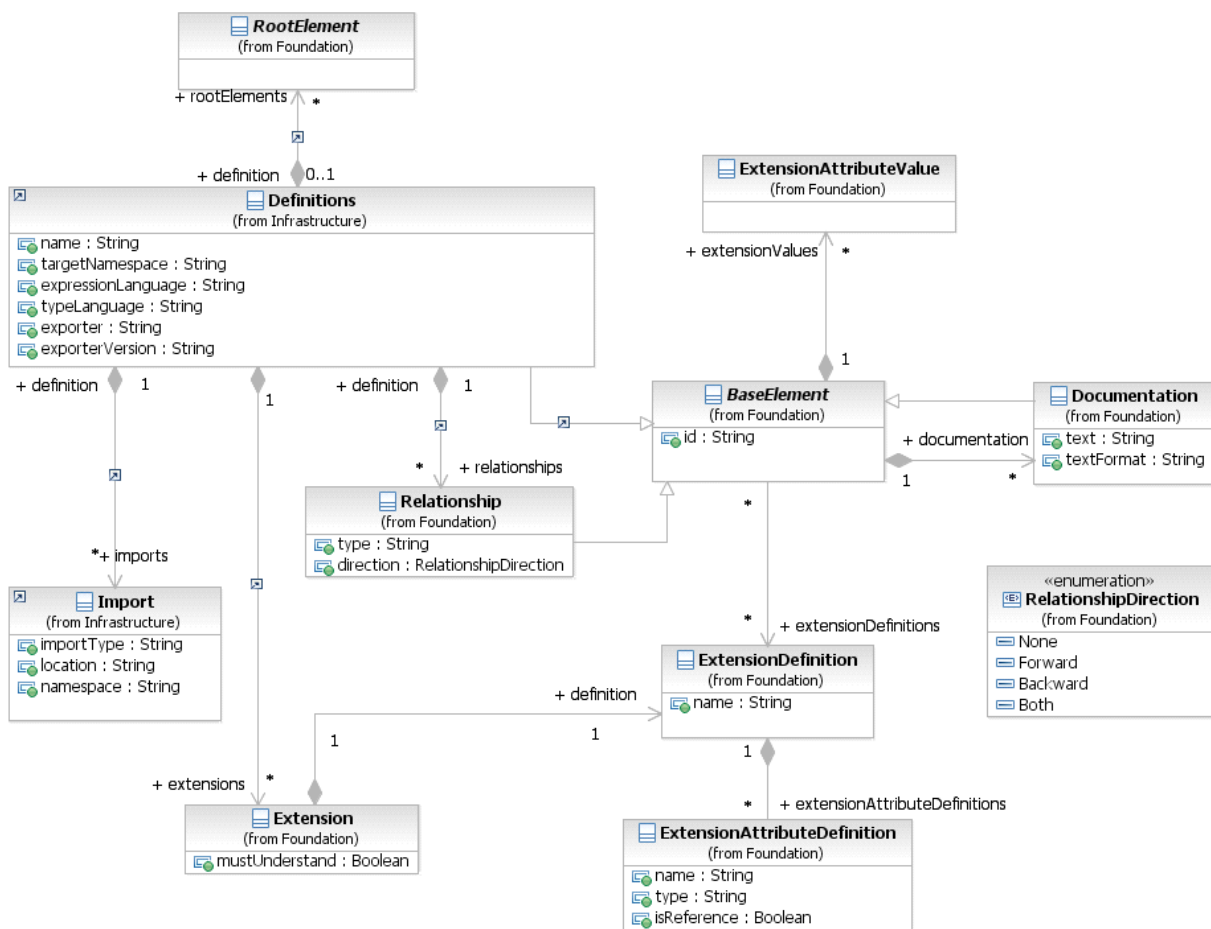 RootElement
(from Foundation)
+ rootElements
*
+ definition
0..1
Definitions
(from Infrastructure)
name : String
targetNamespace : String
expressionLanguage : String
typeLanguage : String
exporter : String
exporterVersion : String
ExtensionAttributeValue
(from Foundation)
+ extensionValues
*
1
+ definition
1
1
+ definition
1
BaseElement
(from Foundation)
id : String
Documentation
(from Foundation)
text : String
textFormat : String
+ documentation
1
*
*
+ relationships
Relationship
(from Foundation)
type : String
direction : RelationshipDirection
*
*+ imports
Import
(from Infrastructure)
importType : String
location : String
namespace : String
«enumeration»
RelationshipDirection
(from Foundation)
None
Forward
Backward
Both
*
+ extensionDefinitions
ExtensionDefinition
(from Foundation)
name : String
+ definition
1
1
1
+ extensions
*
Extension
(from Foundation)
mustUnderstand : Boolean
*
+ extensionAttributeDefinitions
ExtensionAttributeDefinition
(from Foundation)
name : String
type : String
isReference : Boolean